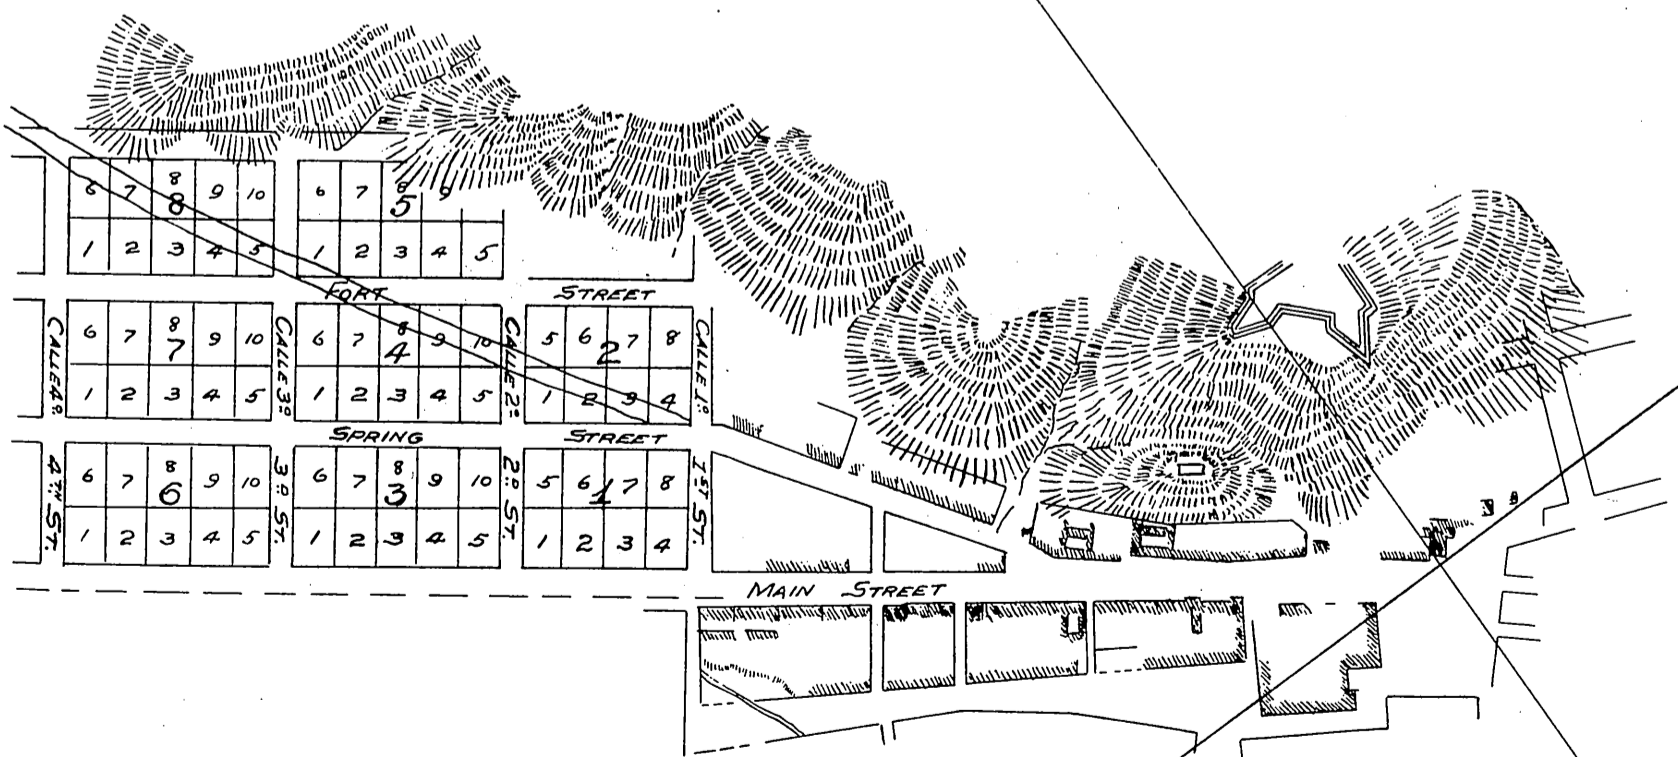 6 7 8 9 10
8
1 2 3 4 5
6 7 8 9
5
1 2 3 4 5
1
FORT STREET
CALLE 4ª.
6 7 8 9 10
7
1 2 3 4 5
CALLE 3ª.
6 7 8 9 10
4
1 2 3 4 5
CALLE 2ª.
5 6 7 8
2
1 2 3 4
CALLE 1ª.
SPRING STREET
4TH ST.
6 7 8 9 10
6
1 2 3 4 5
3D. ST.
6 7 8 9 10
3
1 2 3 4 5
2D. ST.
5 6 7 8
1
1 2 3 4
1ST ST.
MAIN STREET